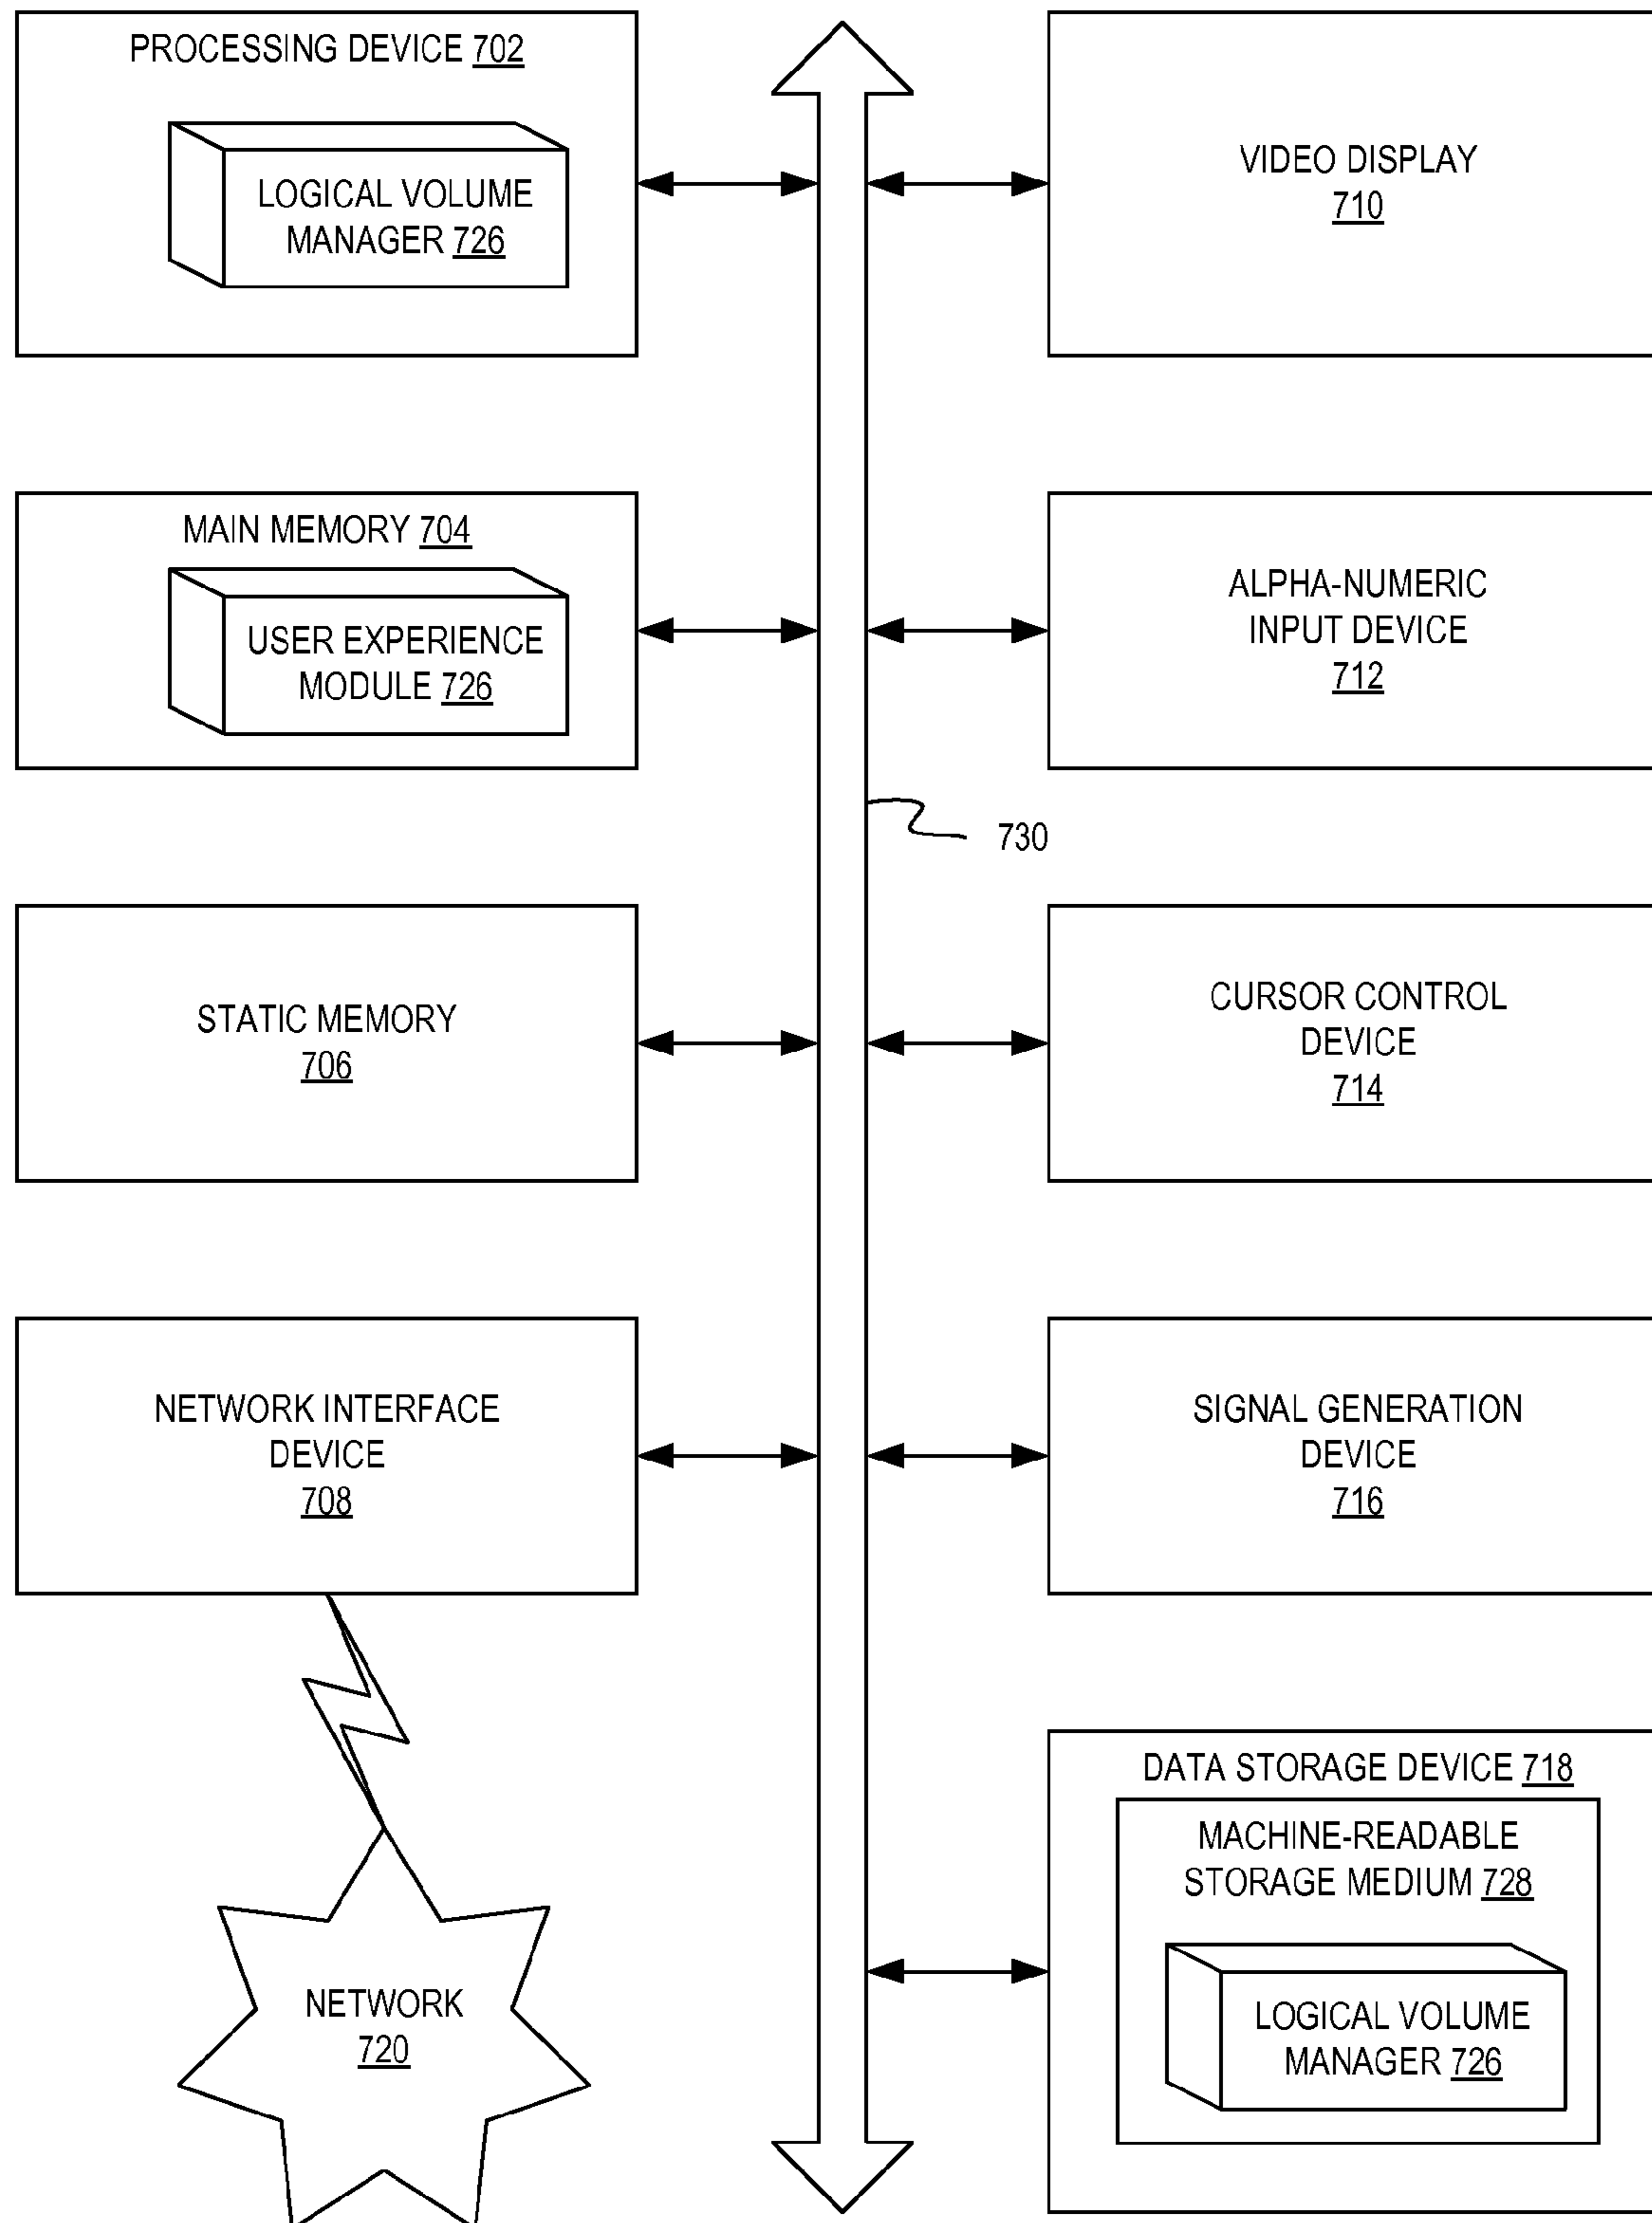 PROCESSING DEVICE 702
LOGICAL VOLUME
MANAGER 726
MAIN MEMORY 704
USER EXPERIENCE
MODULE 726
STATIC MEMORY
706
NETWORK INTERFACE
DEVICE
708
NETWORK
720
730
VIDEO DISPLAY
710
ALPHA-NUMERIC
INPUT DEVICE
712
CURSOR CONTROL
DEVICE
714
SIGNAL GENERATION
DEVICE
716
DATA STORAGE DEVICE 718
MACHINE-READABLE
STORAGE MEDIUM 728
LOGICAL VOLUME
MANAGER 726